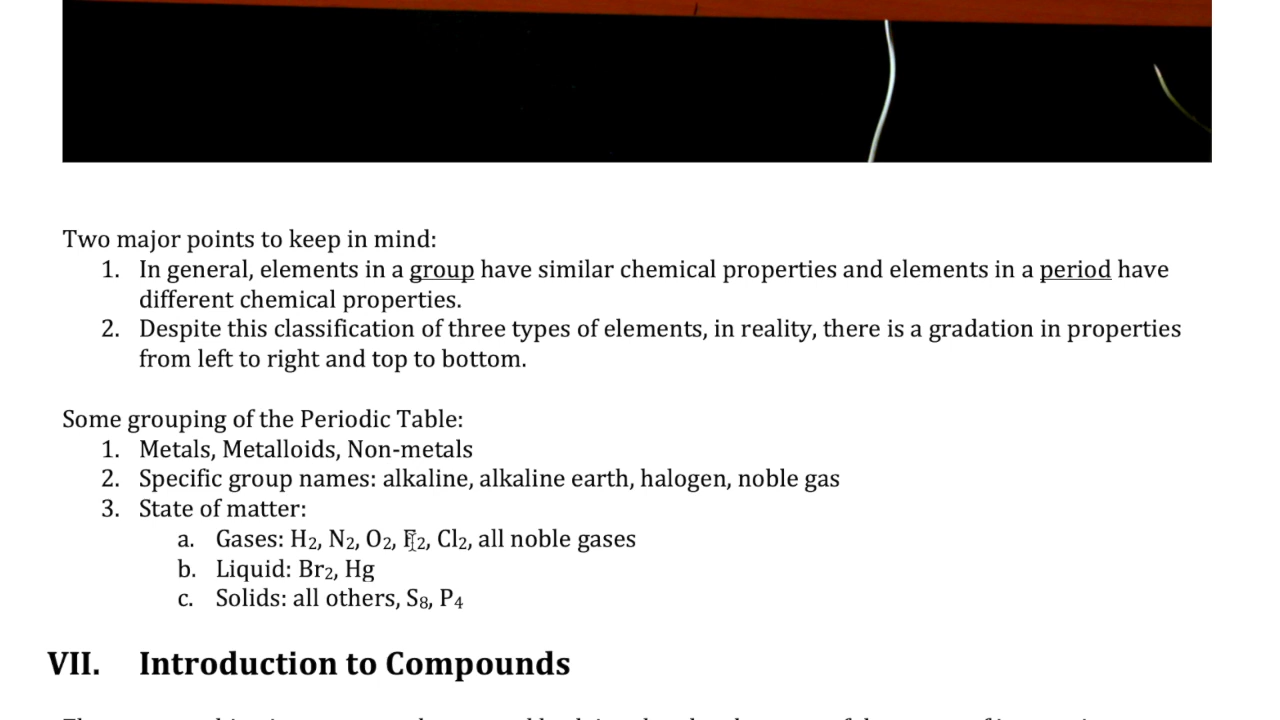 Two major points to keep in mind:
1. In general, elements in a group have similar chemical properties and elements in a period have
different chemical properties.
2. Despite this classification of three types of elements, in reality, there is a gradation in properties
from left to right and top to bottom.
Some grouping of the Periodic Table:
1. Metals, Metalloids, Non-metals
2. Specific group names: alkaline, alkaline earth, halogen, noble gas
3. State of matter:
a. Gases: H₂, N₂, O₂, F₂, Cl₂, all noble gases
b. Liquid: Br₂, Hg
c. Solids: all others, S₈, P₄
VII. Introduction to Compounds